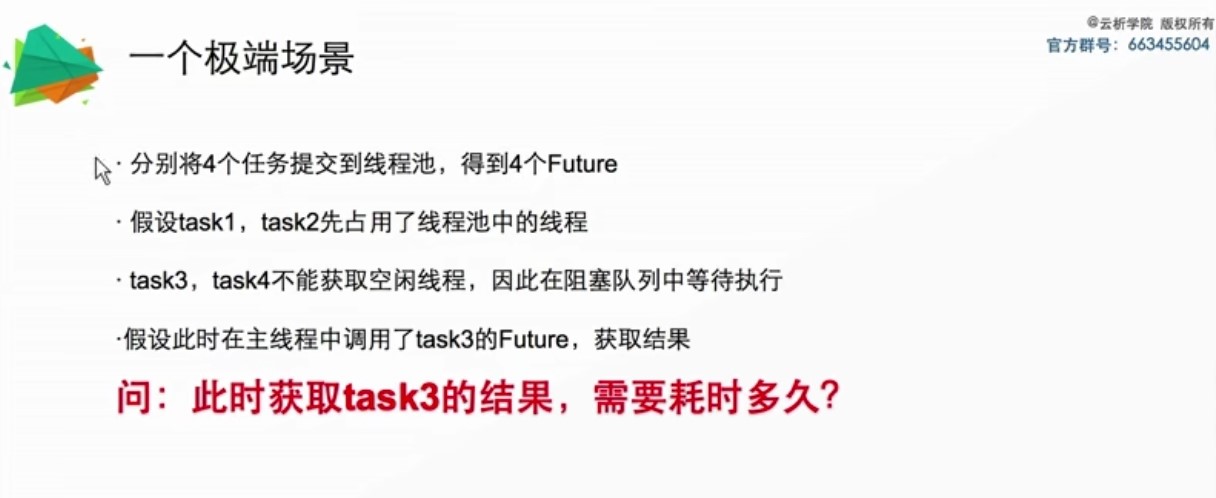 @云析学院 版权所有
官方群号：663455604
一个极端场景
· 分别将4个任务提交到线程池，得到4个Future
· 假设task1，task2先占用了线程池中的线程
· task3，task4不能获取空闲线程，因此在阻塞队列中等待执行
·假设此时在主线程中调用了task3的Future，获取结果
问：此时获取task3的结果，需要耗时多久？